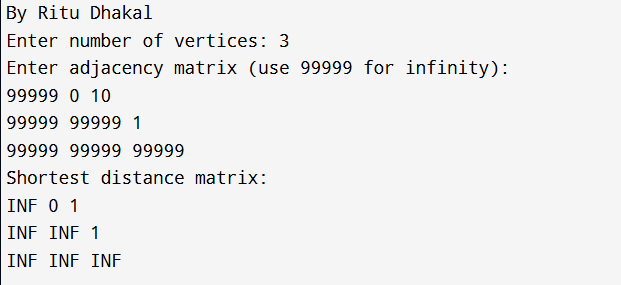 By Ritu Dhakal
Enter number of vertices: 3
Enter adjacency matrix (use 99999 for infinity):
99999 0 10
99999 99999 1
99999 99999 99999
Shortest distance matrix:
INF 0 1
INF INF 1
INF INF INF